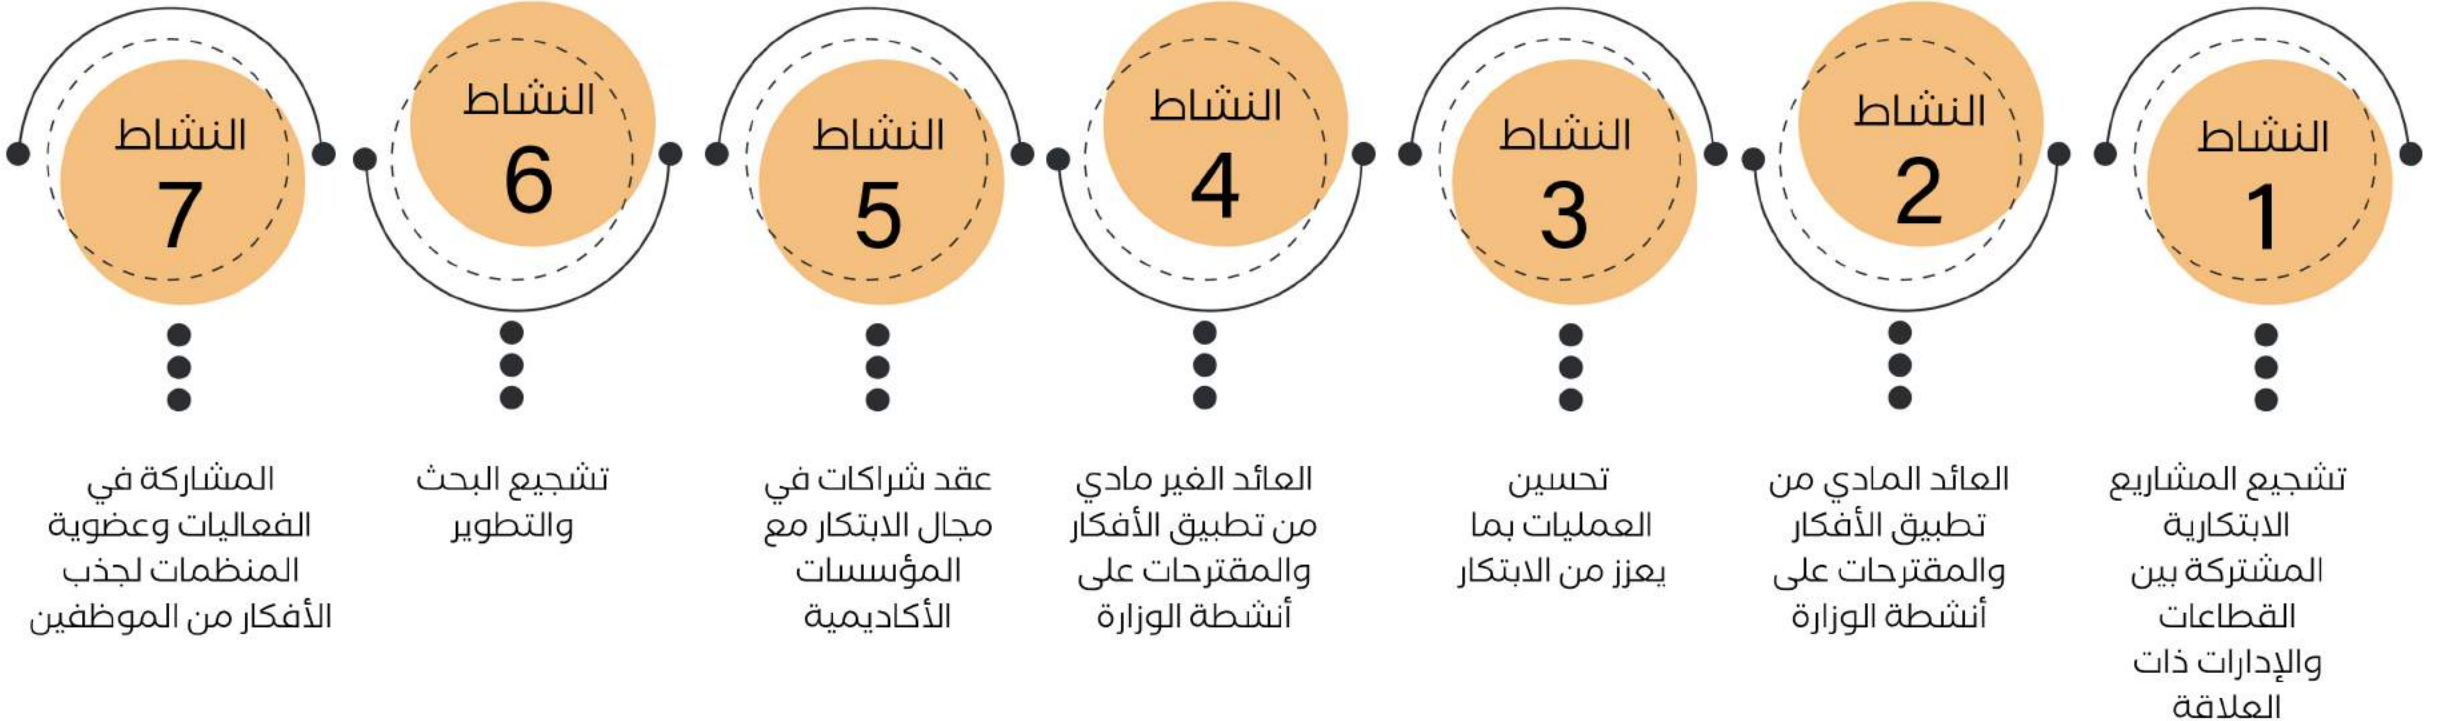 النشاط
1
تشجيع المشاريع
الابتكارية
المشتركة بين
القطاعات
والإدارات ذات
العلاقة
النشاط
2
العائد المادي من
تطبيق الأفكار
والمقترحات على
أنشطة الوزارة
النشاط
3
تحسين
العمليات بما
يعزز من الابتكار
النشاط
4
العائد الغير مادي
من تطبيق الأفكار
والمقترحات على
أنشطة الوزارة
النشاط
5
عقد شراكات في
مجال الابتكار مع
المؤسسات
الأكاديمية
النشاط
6
تشجيع البحث
والتطوير
النشاط
7
المشاركة في
الفعاليات وعضوية
المنظمات لجذب
الأفكار من الموظفين